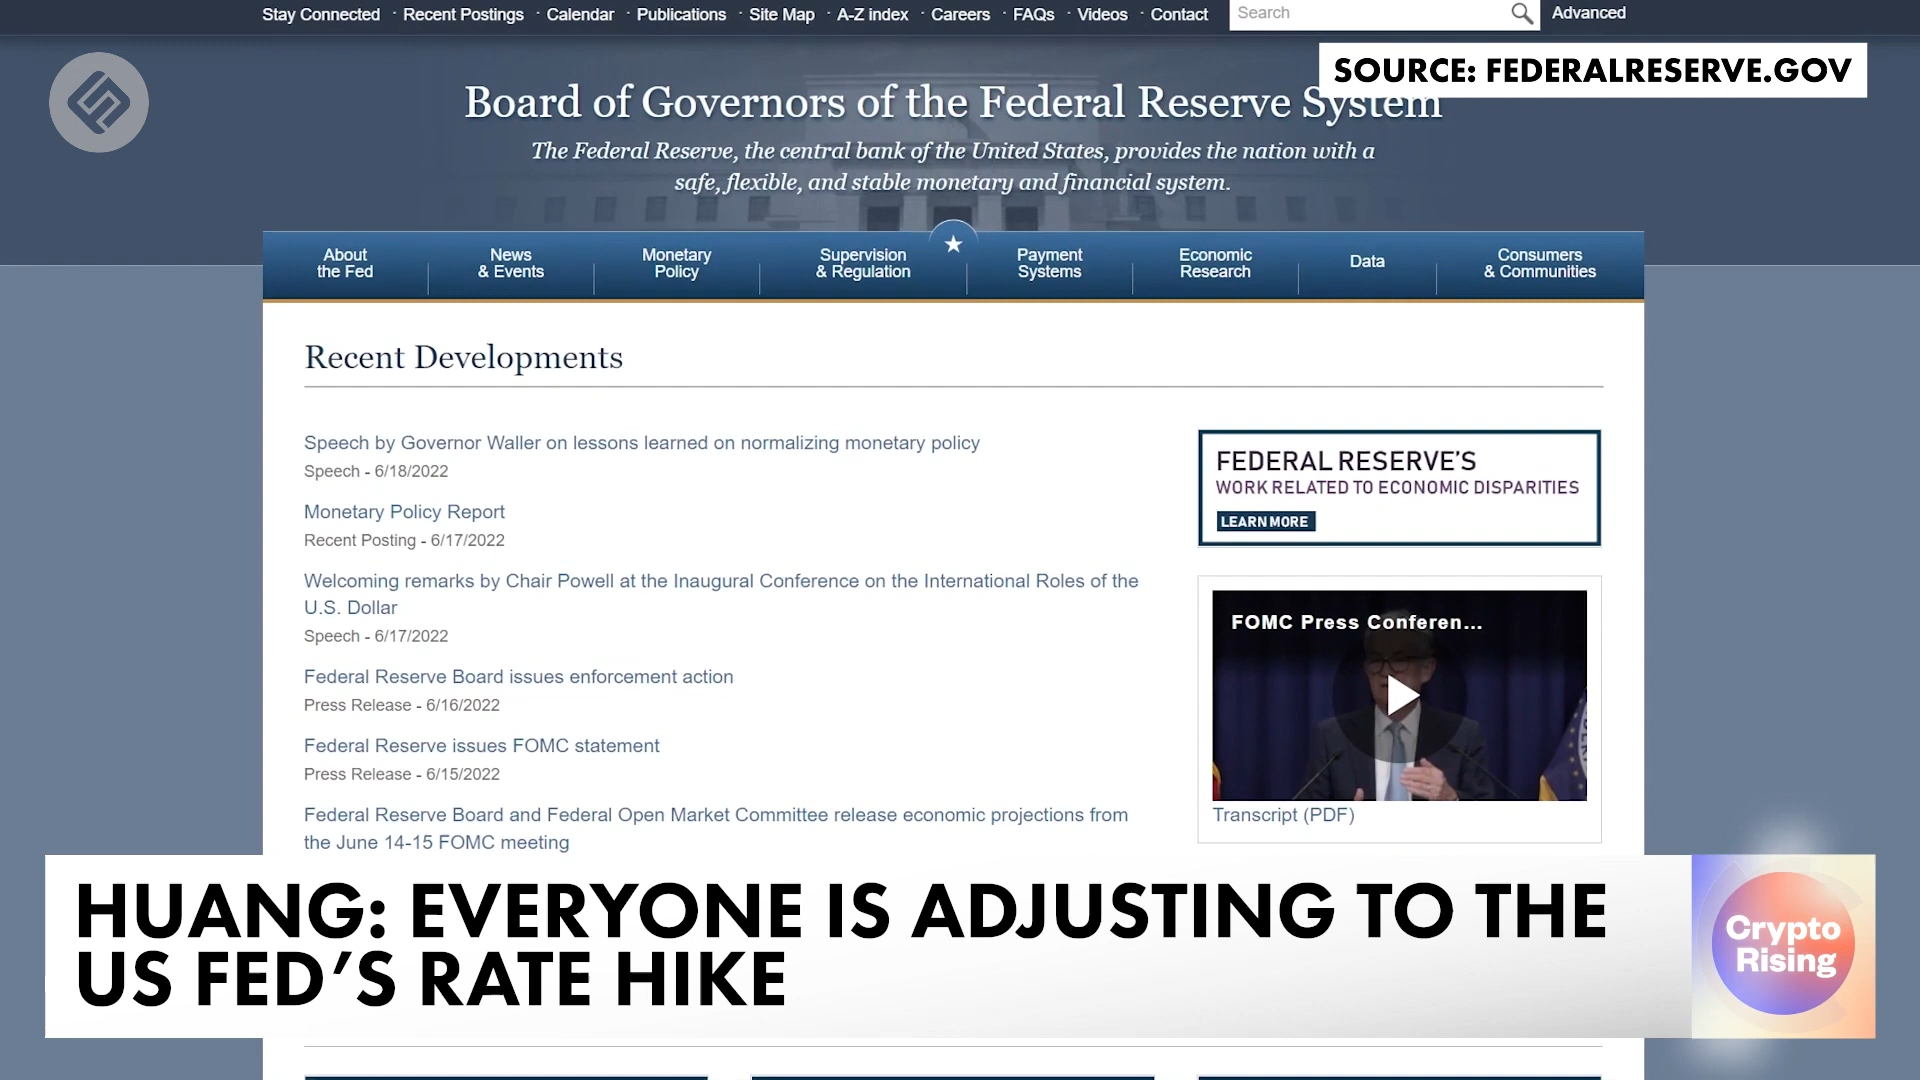 Stay Connected · Recent Postings · Calendar · Publications · Site Map · A-Z index · Careers · FAQs · Videos · Contact Search Advanced
SOURCE: FEDERALRESERVE.GOV
Board of Governors of the Federal Reserve System
The Federal Reserve, the central bank of the United States, provides the nation with a
safe, flexible, and stable monetary and financial system.
About
the Fed
News
& Events
Monetary
Policy
Supervision
& Regulation
Payment
Systems
Economic
Research
Data
Consumers
& Communities
Recent Developments
Speech by Governor Waller on lessons learned on normalizing monetary policy
Speech - 6/18/2022
Monetary Policy Report
Recent Posting - 6/17/2022
Welcoming remarks by Chair Powell at the Inaugural Conference on the International Roles of the
U.S. Dollar
Speech - 6/17/2022
Federal Reserve Board issues enforcement action
Press Release - 6/16/2022
Federal Reserve issues FOMC statement
Press Release - 6/15/2022
Federal Reserve Board and Federal Open Market Committee release economic projections from
the June 14-15 FOMC meeting
FEDERAL RESERVE'S
WORK RELATED TO ECONOMIC DISPARITIES
LEARN MORE
FOMC Press Conferen...
Transcript (PDF)
HUANG: EVERYONE IS ADJUSTING TO THE
US FED'S RATE HIKE
Crypto
Rising